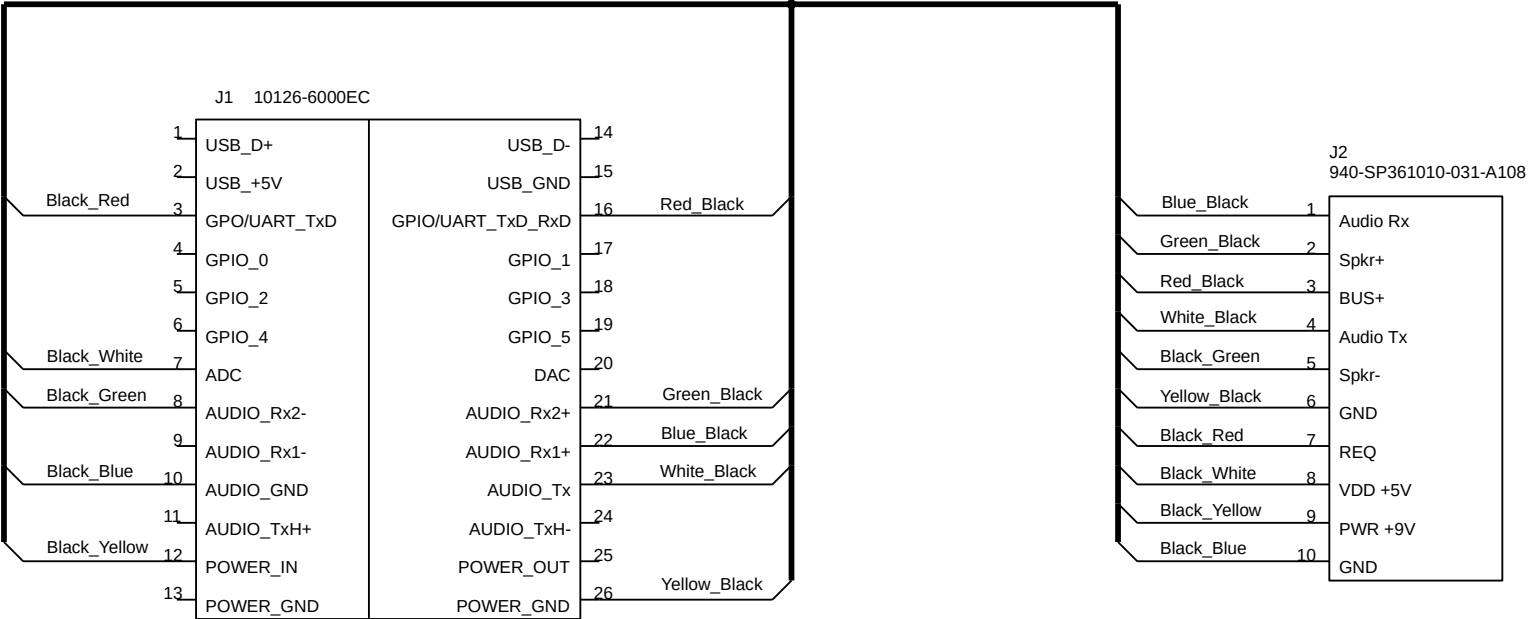 J1 10126-6000EC
1 USB_D+ USB_D- 14
2 USB_+5V USB_GND 15
Black_Red 3 GPO/UART_TxD GPIO/UART_TxD_RxD 16 Red_Black
4 GPIO_0 GPIO_1 17
5 GPIO_2 GPIO_3 18
6 GPIO_4 GPIO_5 19
Black_White 7 ADC DAC 20
Black_Green 8 AUDIO_Rx2- AUDIO_Rx2+ 21 Green_Black
9 AUDIO_Rx1- AUDIO_Rx1+ 22 Blue_Black
Black_Blue 10 AUDIO_GND AUDIO_Tx 23 White_Black
11 AUDIO_TxH+ AUDIO_TxH- 24
Black_Yellow 12 POWER_IN POWER_OUT 25
13 POWER_GND POWER_GND 26 Yellow_Black
J2
940-SP361010-031-A108
Blue_Black 1 Audio Rx
Green_Black 2 Spkr+
Red_Black 3 BUS+
White_Black 4 Audio Tx
Black_Green 5 Spkr-
Yellow_Black 6 GND
Black_Red 7 REQ
Black_White 8 VDD +5V
Black_Yellow 9 PWR +9V
Black_Blue 10 GND